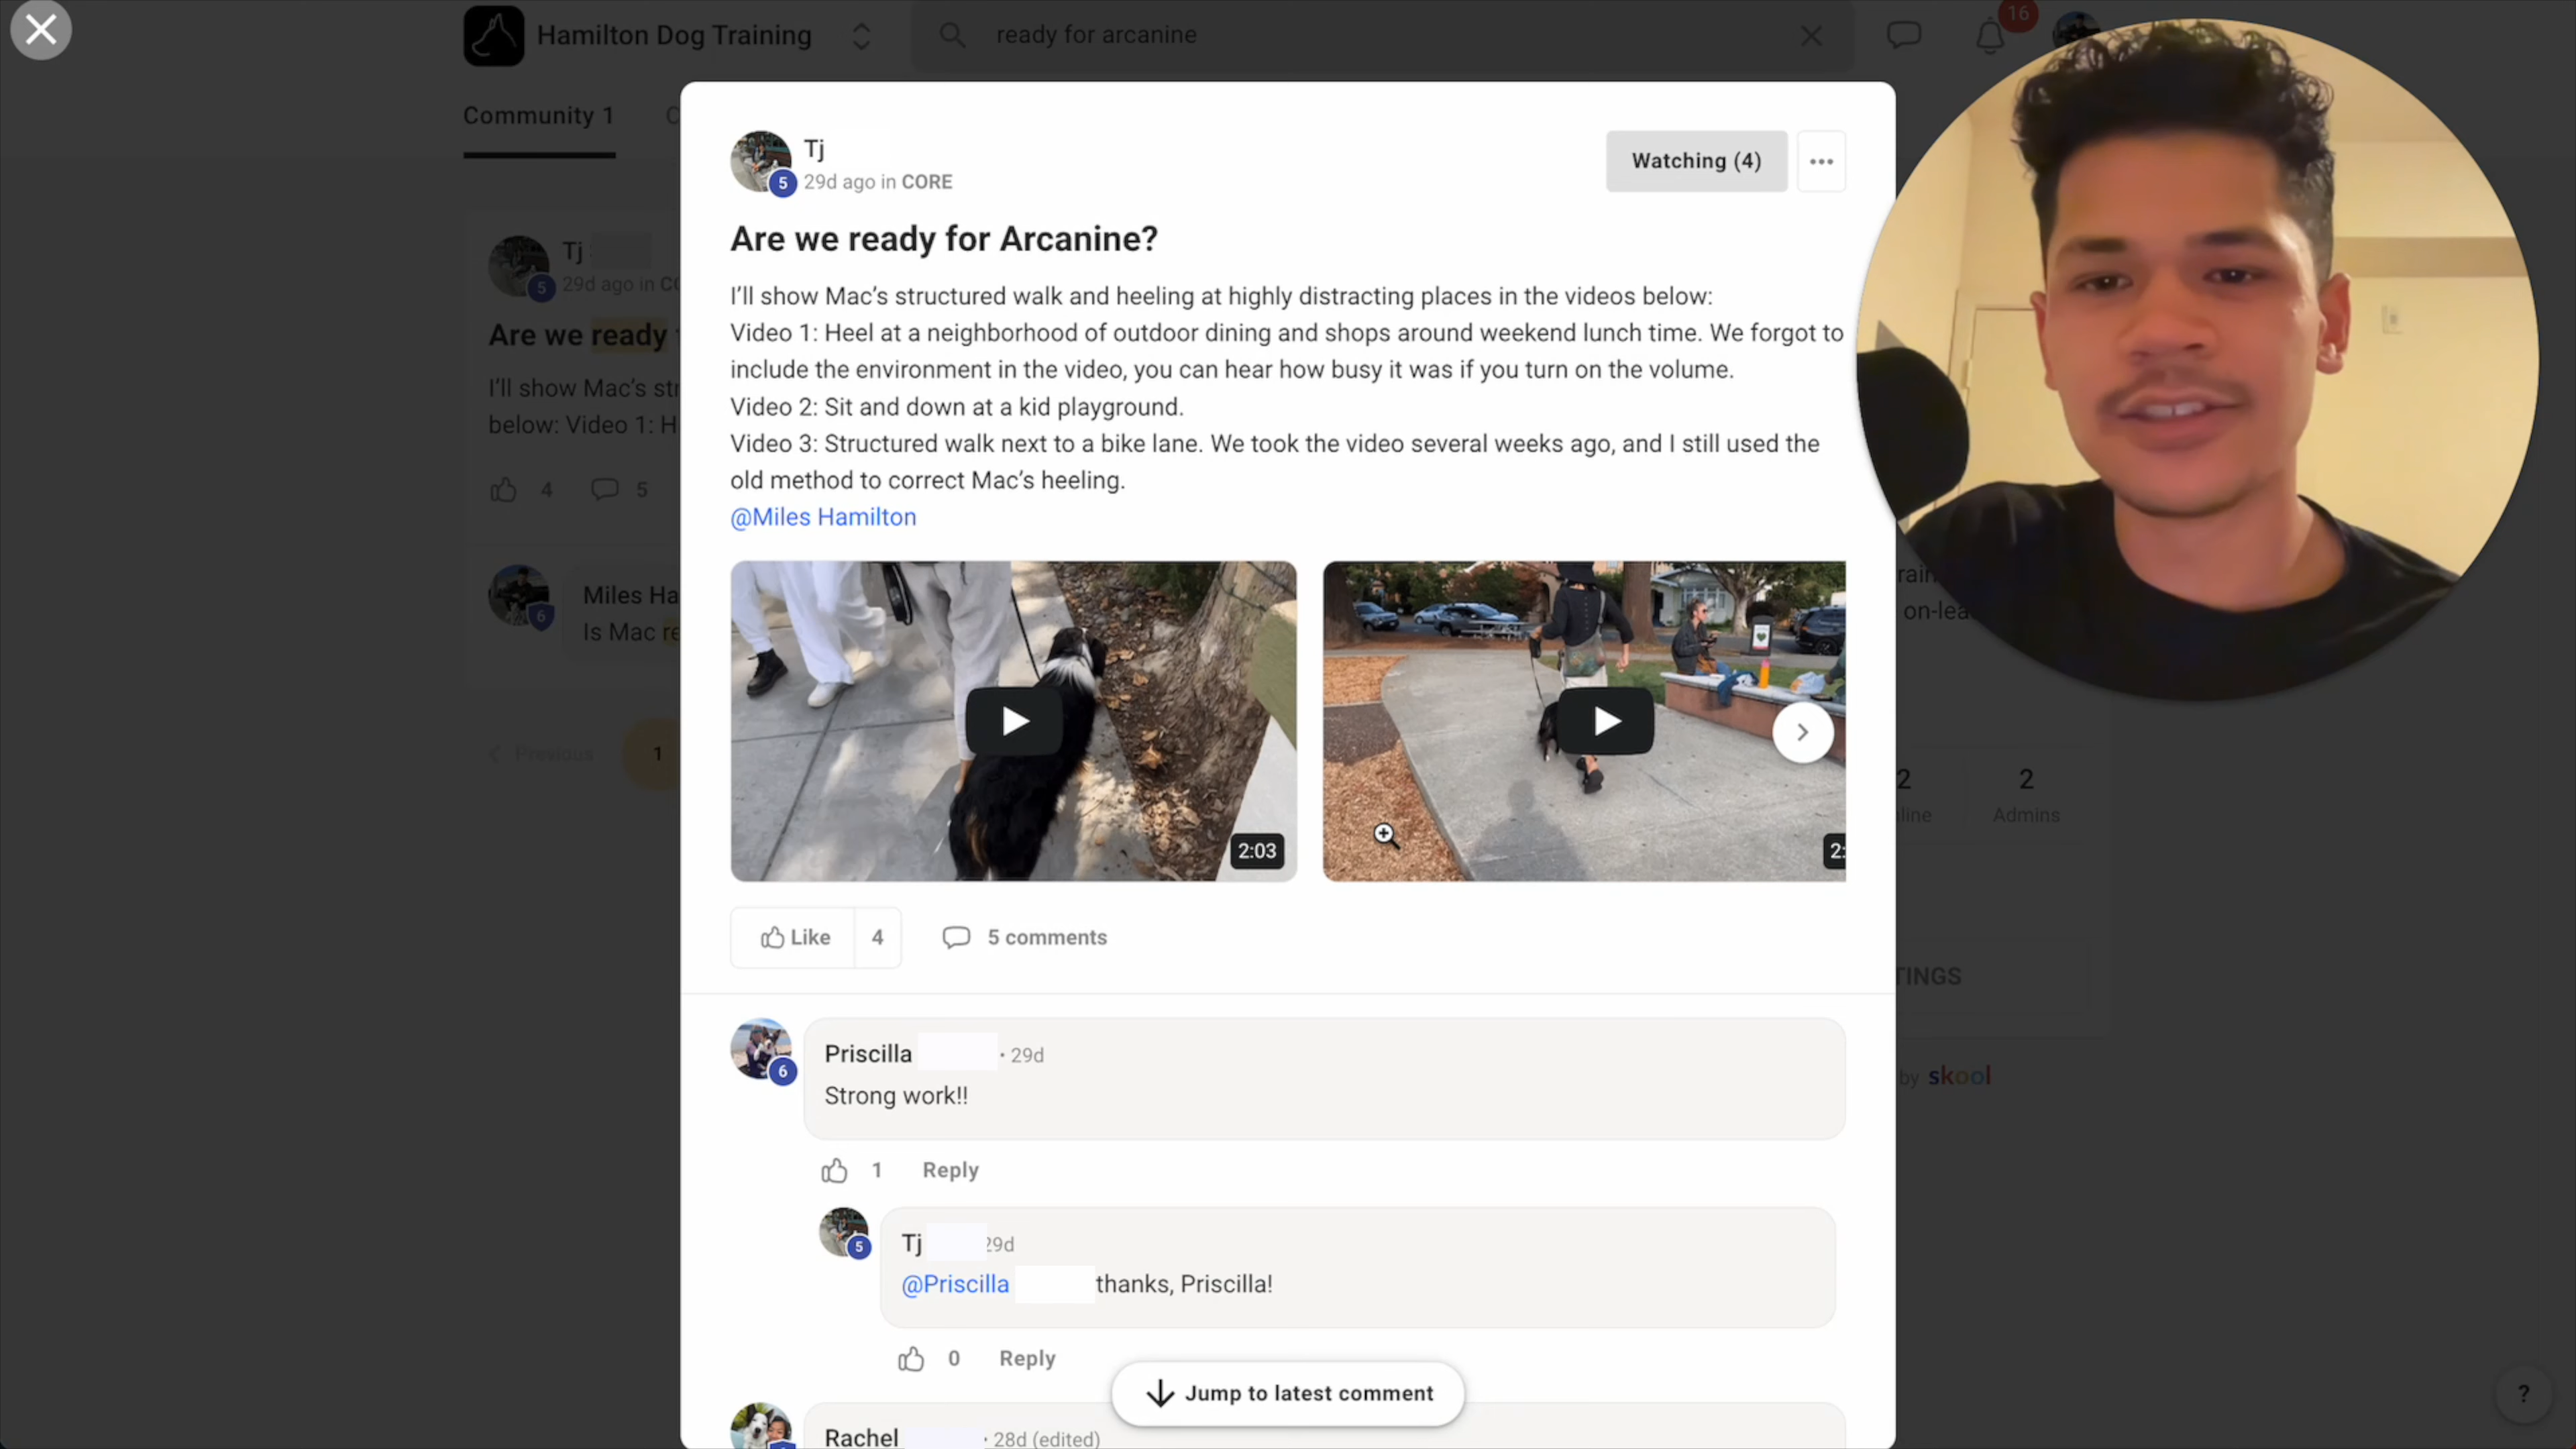 Hamilton Dog Training
ready for arcanine
16
Community 1
Tj
29d ago in CORE
Watching (4)
5
Are we ready for Arcanine?
I'll show Mac's structured walk and heeling at highly distracting places in the videos below:
Video 1: Heel at a neighborhood of outdoor dining and shops around weekend lunch time. We forgot to
include the environment in the video, you can hear how busy it was if you turn on the volume.
Video 2: Sit and down at a kid playground.
Video 3: Structured walk next to a bike lane. We took the video several weeks ago, and I still used the
old method to correct Mac's heeling.
@Miles Hamilton
2:03
2:
Like
4
5 comments
Priscilla • 29d
6
Strong work!!
1
Reply
Tj 29d
5
@Priscilla thanks, Priscilla!
0
Reply
Jump to latest comment
Rachel · 28d (edited)
Tj
5
29d ago in
Are we ready
I'll show Mac's
below: Video 1:
4
5
Miles
6
Is Mac
Previous
1
on-
2
2
Admins
by skool
?